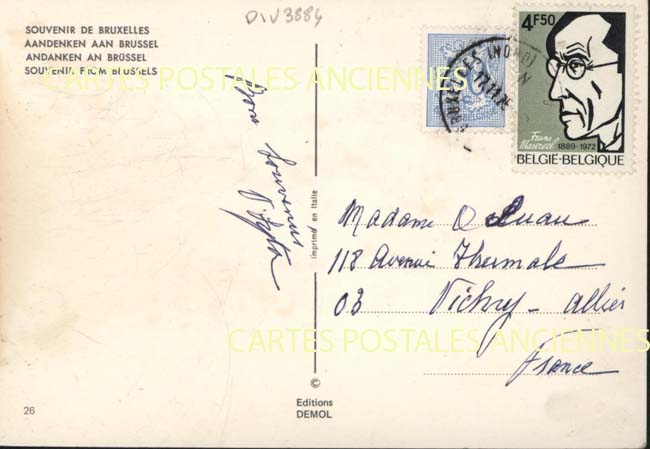 DIV3884
SOUVENIR DE BRUXELLES
AANDENKEN AAN BRUSSEL
ANDANKEN AN BRÜSSEL
SOUVENIR FROM BRUSSELS
CARTES POSTALES ANCIENNES
4F50
Frans
Masereel 1889-1972
BELGIE-BELGIQUE
Bons Souvenirs
imprimé en Italie
Madame
118 Avenue Thermale
03 Vichy - Allier
CARTES POSTALES ANCIENNES
France
©
Editions
DEMOL
26